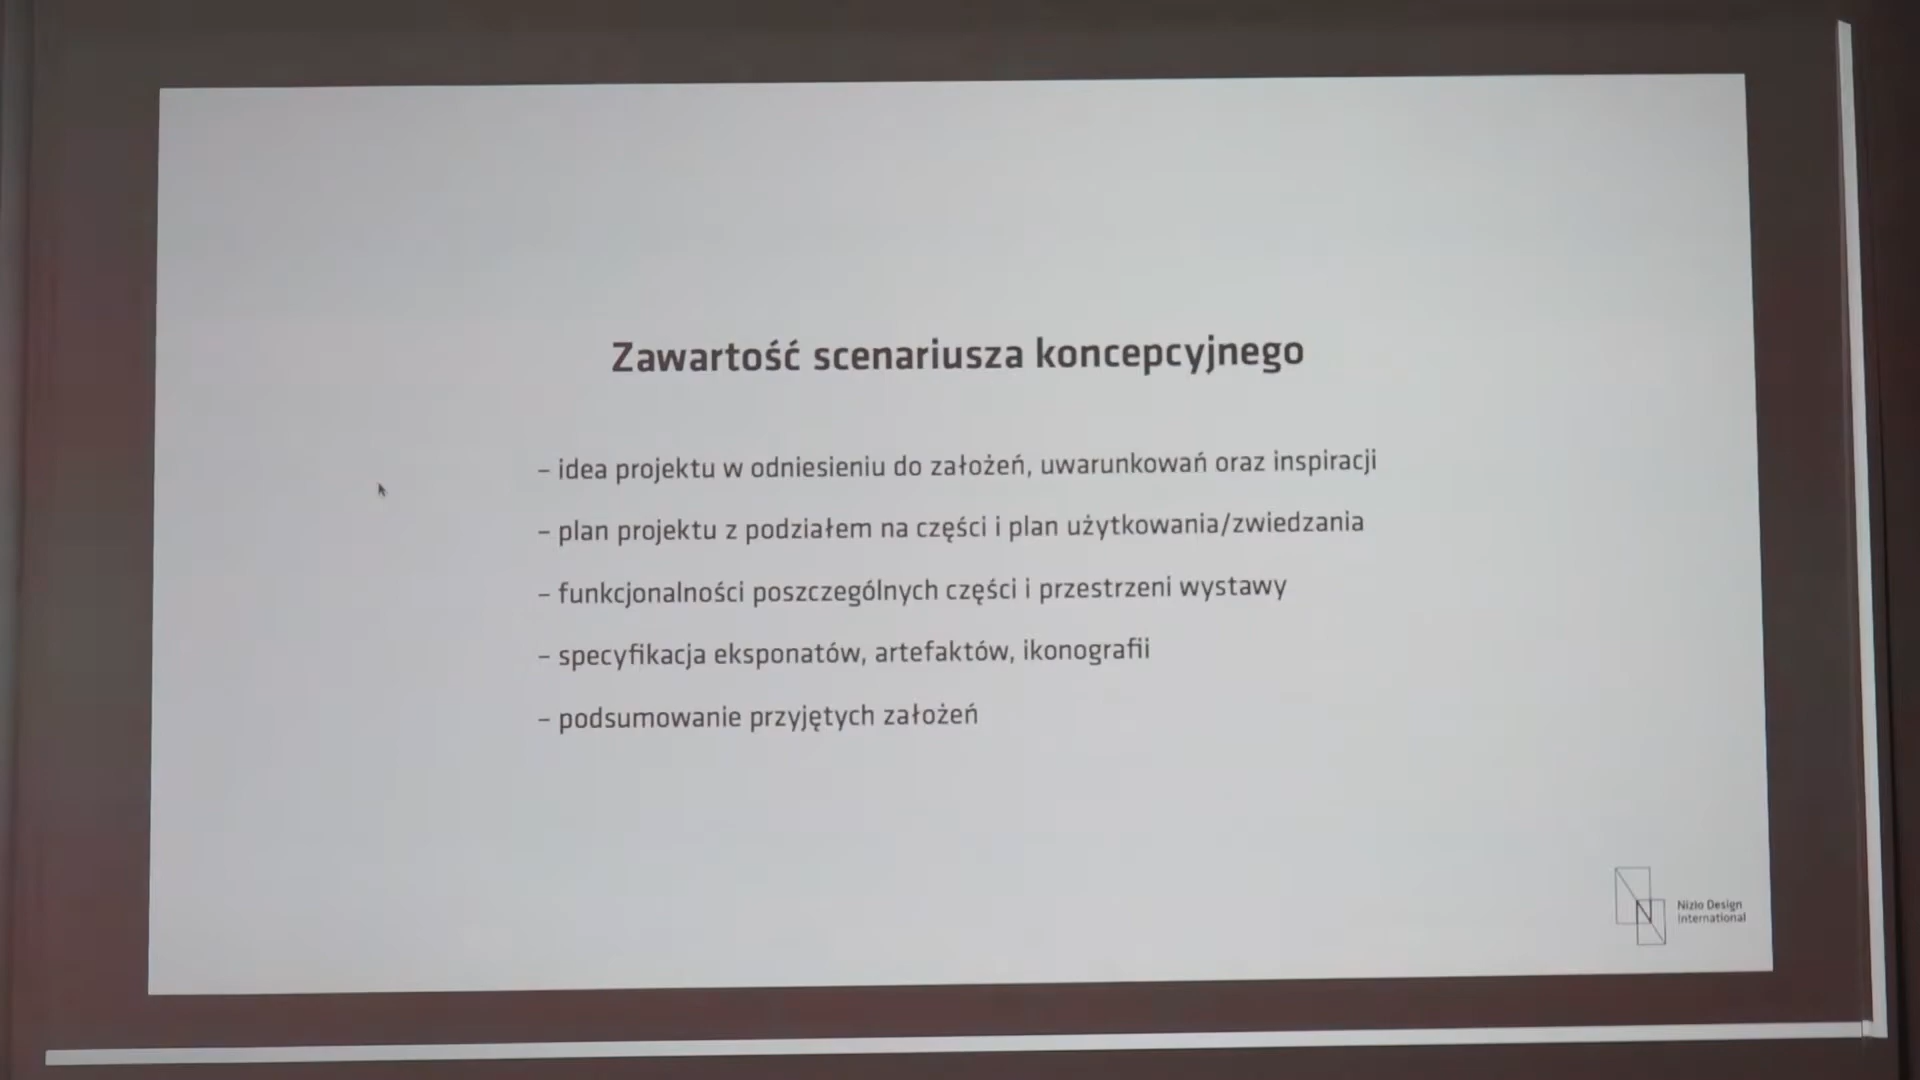 Zawartość scenariusza koncepcyjnego
– idea projektu w odniesieniu do założeń, uwarunkowań oraz inspiracji
– plan projektu z podziałem na części i plan użytkowania/zwiedzania
– funkcjonalności poszczególnych części i przestrzeni wystawy
– specyfikacja eksponatów, artefaktów, ikonografii
– podsumowanie przyjętych założeń
Nizio Design
International